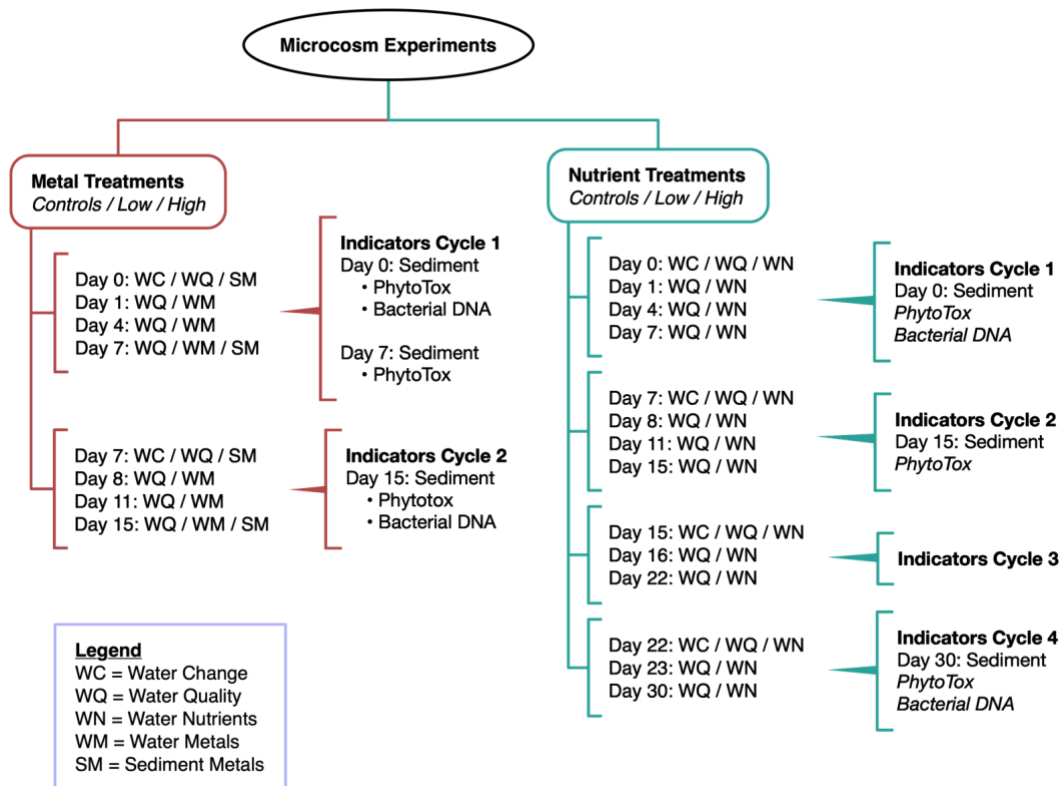 Microcosm Experiments
Metal Treatments
Controls / Low / High
Day 0: WC / WQ / SM
Day 1: WQ / WM
Day 4: WQ / WM
Day 7: WQ / WM / SM
Indicators Cycle 1
Day 0: Sediment
• PhytoTox
• Bacterial DNA
Day 7: Sediment
• PhytoTox
Day 7: WC / WQ / SM
Day 8: WQ / WM
Day 11: WQ / WM
Day 15: WQ / WM / SM
Indicators Cycle 2
Day 15: Sediment
• Phytotox
• Bacterial DNA
Nutrient Treatments
Controls / Low / High
Day 0: WC / WQ / WN
Day 1: WQ / WN
Day 4: WQ / WN
Day 7: WQ / WN
Indicators Cycle 1
Day 0: Sediment
PhytoTox
Bacterial DNA
Day 7: WC / WQ / WN
Day 8: WQ / WN
Day 11: WQ / WN
Day 15: WQ / WN
Indicators Cycle 2
Day 15: Sediment
PhytoTox
Day 15: WC / WQ / WN
Day 16: WQ / WN
Day 22: WQ / WN
Indicators Cycle 3
Day 22: WC / WQ / WN
Day 23: WQ / WN
Day 30: WQ / WN
Indicators Cycle 4
Day 30: Sediment
PhytoTox
Bacterial DNA
Legend
WC = Water Change
WQ = Water Quality
WN = Water Nutrients
WM = Water Metals
SM = Sediment Metals